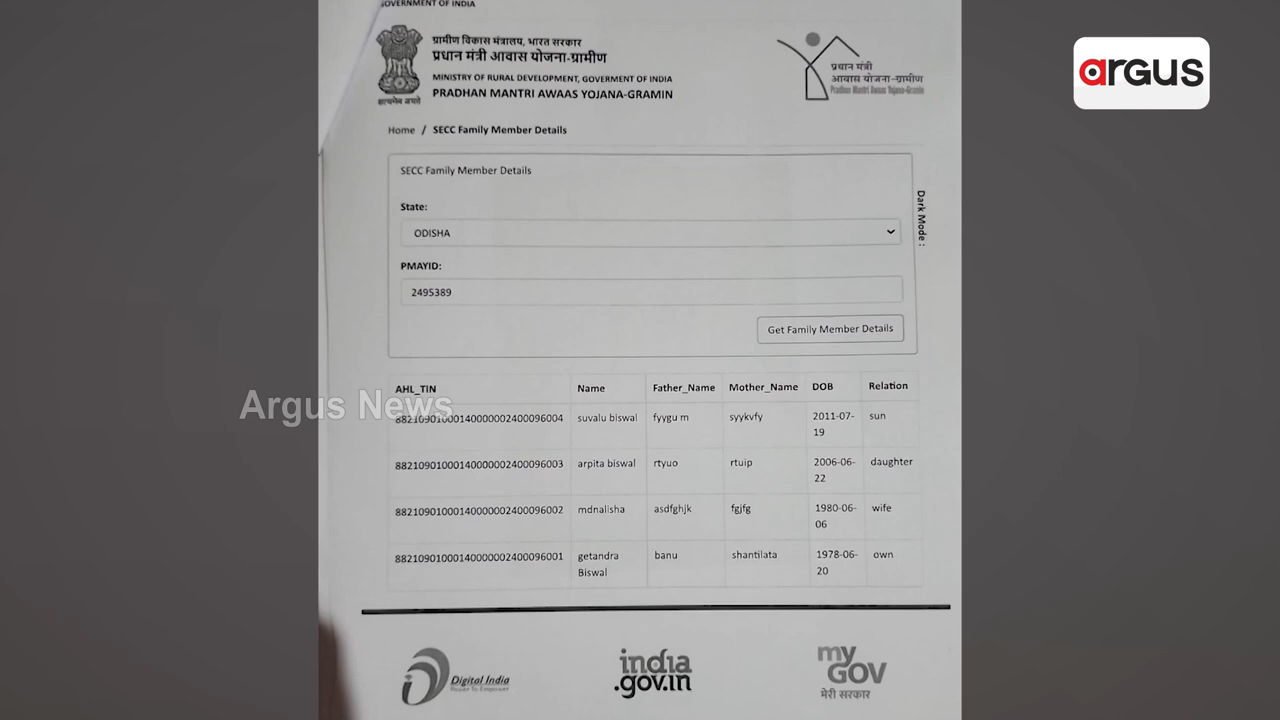 GOVERNMENT OF INDIA
ग्रामीण विकास मंत्रालय, भारत सरकार
प्रधान मंत्री आवास योजना-ग्रामीण
MINISTRY OF RURAL DEVELOPMENT, GOVERMENT OF INDIA
PRADHAN MANTRI AWAAS YOJANA-GRAMIN
सत्यमेव जयते
प्रधान मंत्री
आवास योजना-ग्रामीण
Pradhan Mantri Awaas Yojana-Gramin
argus
Home / SECC Family Member Details
SECC Family Member Details
State:
ODISHA
PMAYID:
2495389
Get Family Member Details
Dark Mode :
AHL_TIN Name Father_Name Mother_Name DOB Relation
Argus News
88210901000140000002400096004 suvalu biswal fyygu m syykvfy 2011-07-19 sun
88210901000140000002400096003 arpita biswal rtyuo rtuip 2006-06-22 daughter
88210901000140000002400096002 mdnalisha asdfghjk fgjfg 1980-06-06 wife
88210901000140000002400096001 getandra Biswal banu shantilata 1978-06-20 own
Digital India
Power To Empower
india
.gov.in
my
GOV
मेरी सरकार